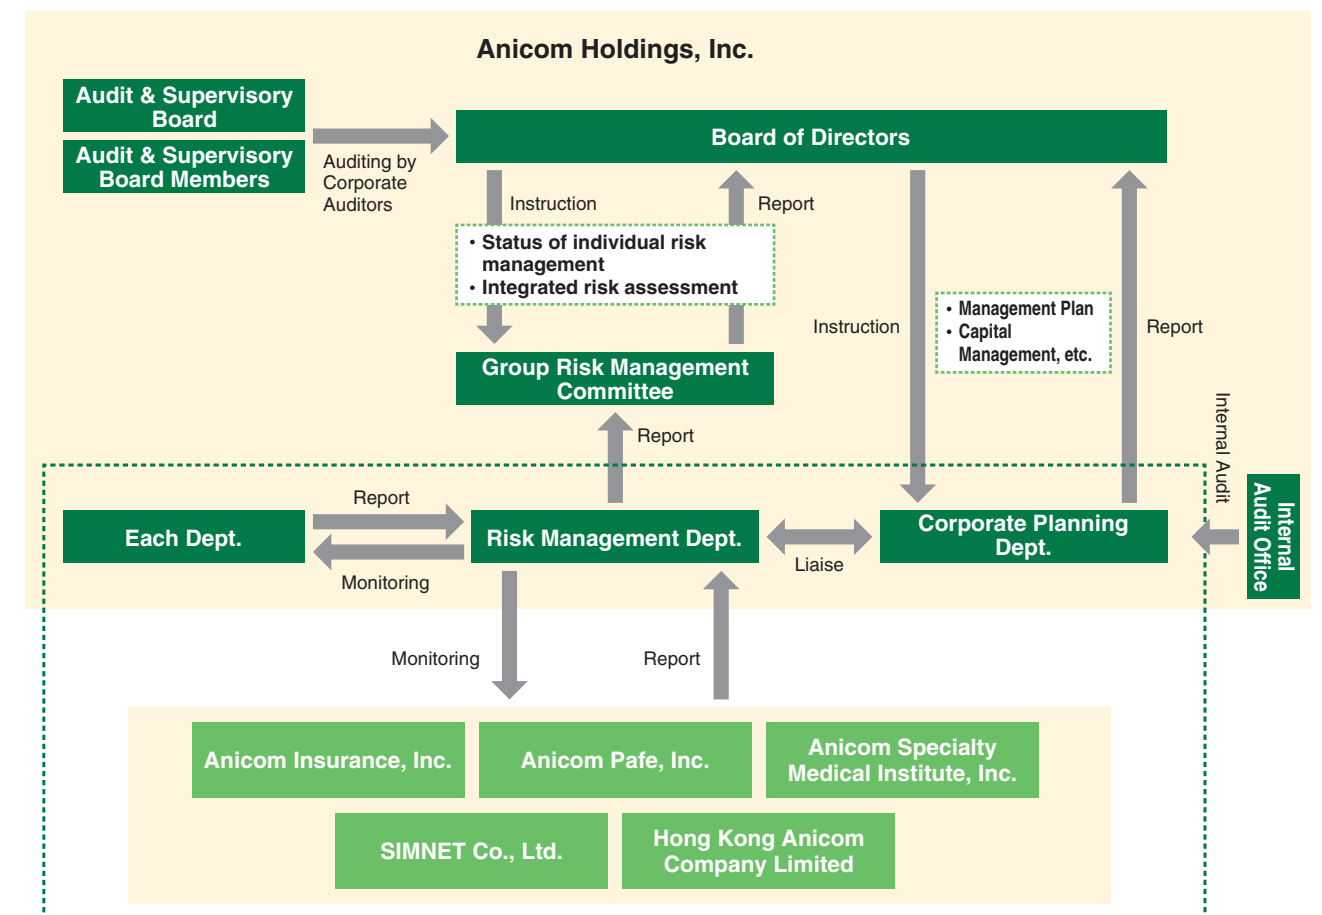 Anicom Holdings, Inc.
Audit & Supervisory
Board
Audit & Supervisory
Board Members
Auditing by
Corporate
Auditors
Board of Directors
Instruction
Report
• Status of individual risk
management
• Integrated risk assessment
Instruction
• Management Plan
• Capital
Management, etc.
Report
Group Risk Management
Committee
Report
Internal Audit
Internal
Audit Office
Each Dept.
Report
Monitoring
Risk Management Dept.
Liaise
Corporate Planning
Dept.
Monitoring
Report
Anicom Insurance, Inc.
Anicom Pafe, Inc.
Anicom Specialty
Medical Institute, Inc.
SIMNET Co., Ltd.
Hong Kong Anicom
Company Limited